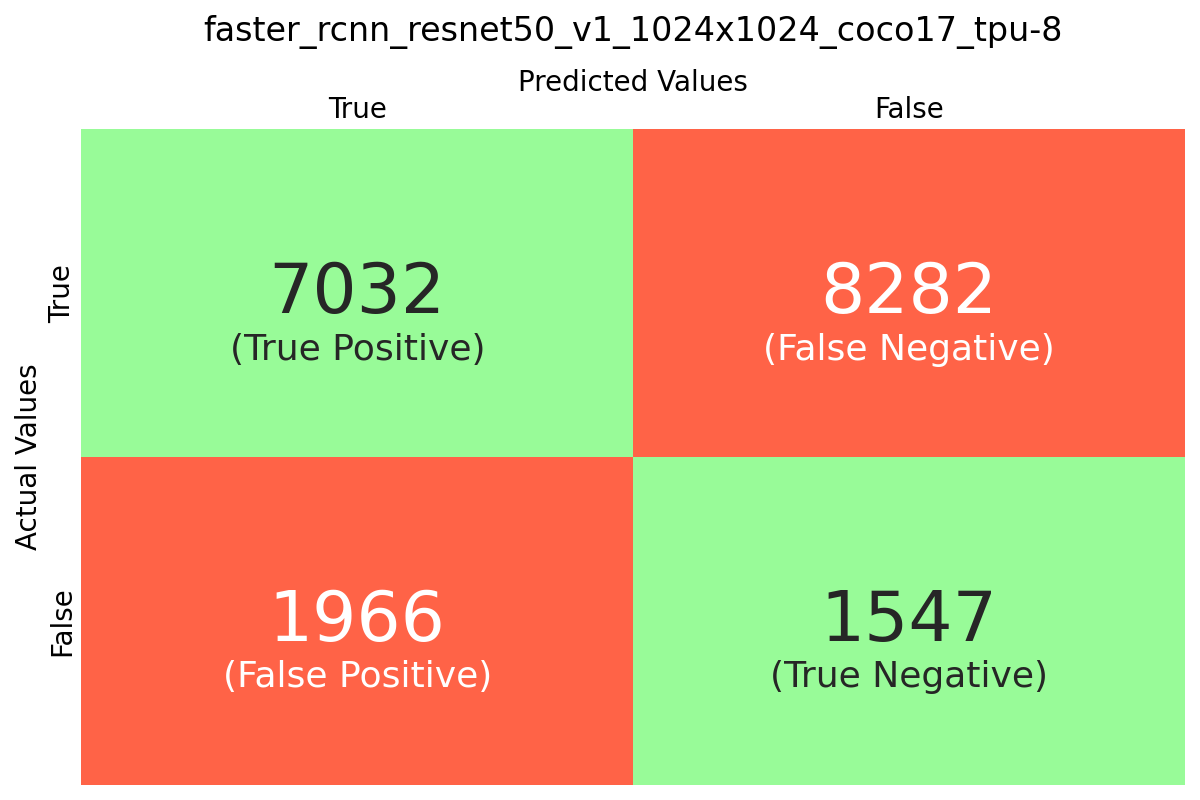 faster_rcnn_resnet50_v1_1024x1024_coco17_tpu-8
Predicted Values
True
False
Actual Values
True
7032
(True Positive)
8282
(False Negative)
False
1966
(False Positive)
1547
(True Negative)